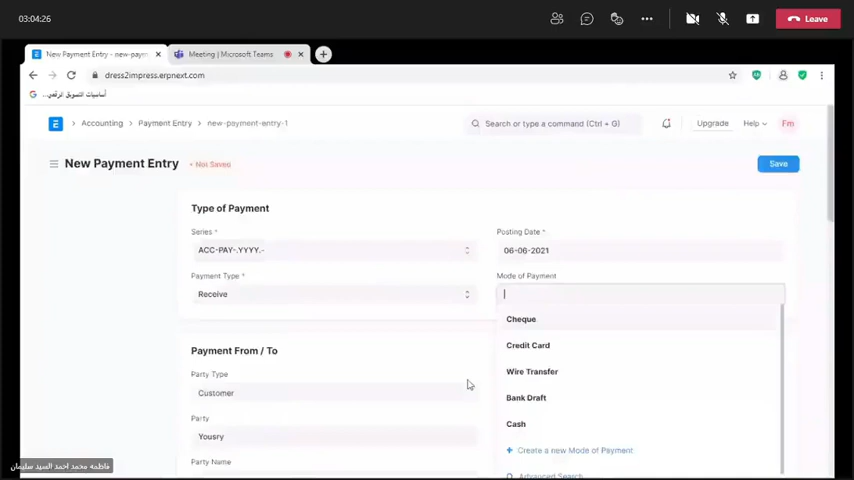 03:04:26
Leave
New Payment Entry - new-paym
Meeting | Microsoft Teams
dress2impress.erpnext.com
أساسيات التسويق الرقمي...
Accounting > Payment Entry > new-payment-entry-1
Search or type a command (Ctrl + G)
Upgrade
Help
Fm
New Payment Entry
Not Saved
Save
Type of Payment
Series *
ACC-PAY-.YYYY.-
Posting Date *
06-06-2021
Payment Type *
Receive
Mode of Payment
Cheque
Credit Card
Wire Transfer
Bank Draft
Cash
+ Create a new Mode of Payment
Advanced Search
Payment From / To
Party Type
Customer
Party
Yousry
Party Name
فاطمه محمد احمد السيد سليمان